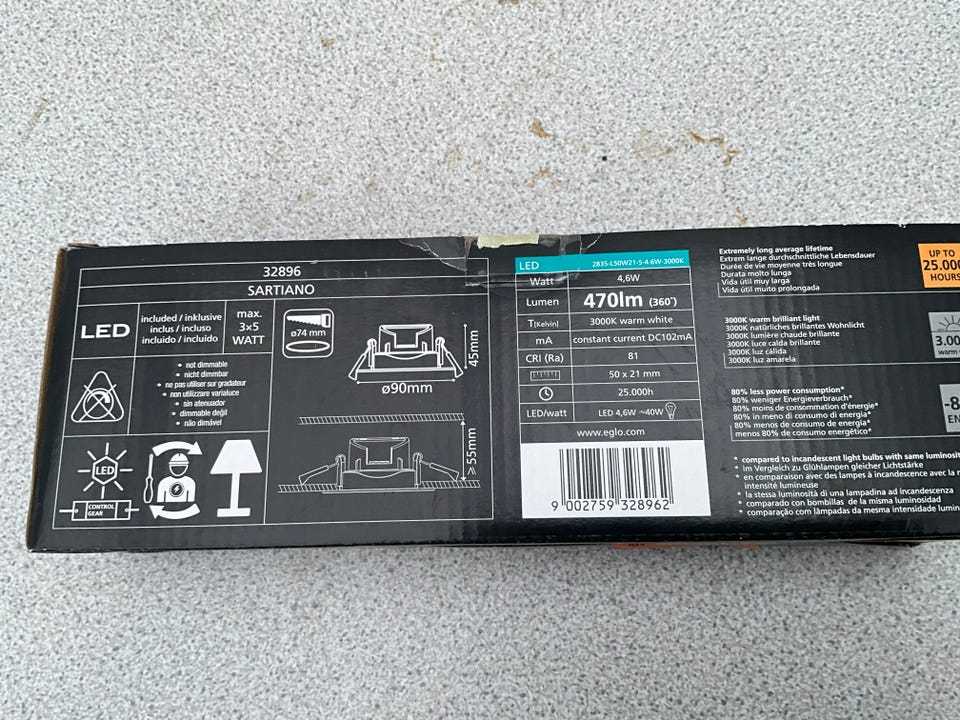 32896
SARTIANO
LED
included / inklusive
inclus / incluso
incluido / incluído
max.
3x5
WATT
• not dimmable
• nicht dimmbar
• ne pas utiliser sur gradateur
• non utilizzare varialuce
• sin atenuador
• dimmable değil
• não dimável
LED
CONTROL
GEAR
ø74 mm
45mm
ø90mm
≥ 55mm
LED 2835-L50W21-5-4.6W-3000K
Watt 4,6W
Lumen 470lm (360°)
T[Kelvin] 3000K warm white
mA constant current DC102mA
CRI (Ra) 81
50 x 21 mm
25.000h
LED/watt LED 4,6W ~40W
www.eglo.com
9 002759 328962
Extremely long average lifetime
Extrem lange durchschnittliche Lebensdauer
Durée de vie moyenne très longue
Durata molto lunga
Vida útil muy larga
Vida útil muito prolongada
UP TO
25.000
HOURS
3000K warm brilliant light
3000K natürliches brillantes Wohnlicht
3000K lumière chaude brillante
3000K luce calda brillante
3000K luz cálida
3000K luz amarela
3.00
warm
80% less power consumption*
80% weniger Energieverbrauch*
80% moins de consommation d'énergie*
80% in meno di consumo di energia*
80% menos de consumo de energía*
menos 80% de consumo energético*
-8
EN
* compared to incandescent light bulbs with same luminosit
* im Vergleich zu Glühlampen gleicher Lichtstärke
* en comparaison avec des lampes à incandescence avec la
intensité lumineuse
* la stessa luminosità di una lampadina ad incandescenza
* comparado con bombillas de la misma luminosidad
* comparação com lâmpadas da mesma intensidade lumin